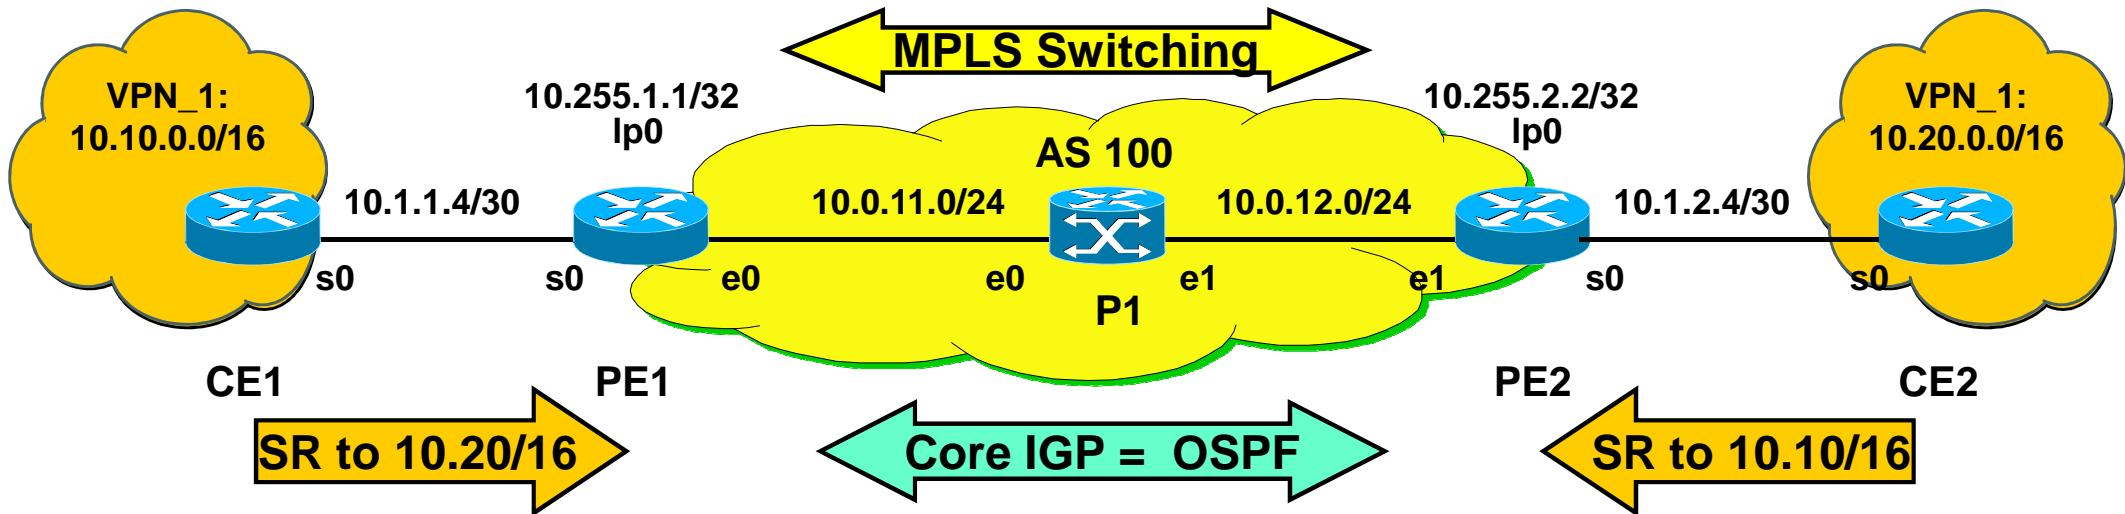 MPLS Switching
VPN_1:
10.10.0.0/16
10.255.1.1/32
lp0
10.255.2.2/32
lp0
VPN_1:
10.20.0.0/16
AS 100
10.1.1.4/30
10.0.11.0/24
10.0.12.0/24
10.1.2.4/30
s0
s0
e0
e0
e1
e1
s0
s0
P1
CE1
PE1
PE2
CE2
SR to 10.20/16
Core IGP = OSPF
SR to 10.10/16